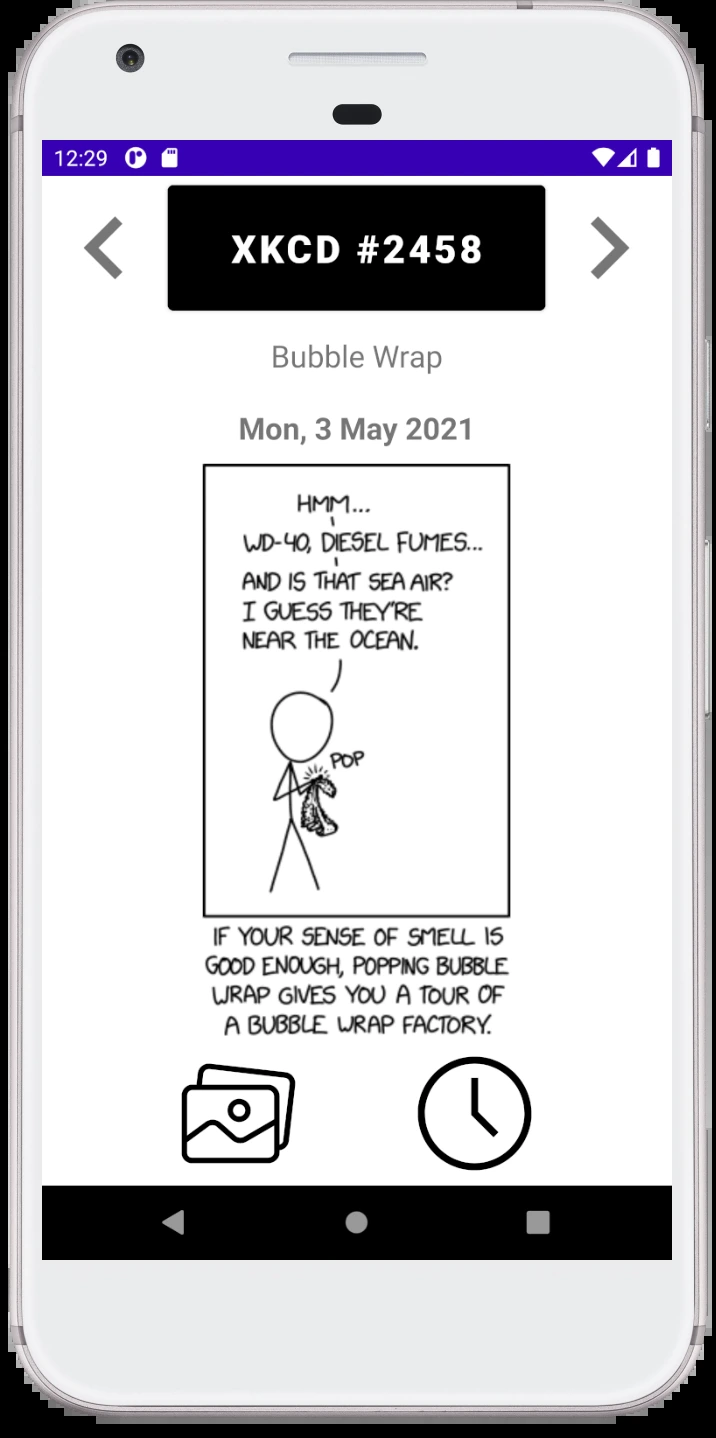 12:29
XKCD #2458
Bubble Wrap
Mon, 3 May 2021
HMM...
WD-40, DIESEL FUMES...
AND IS THAT SEA AIR?
I GUESS THEY'RE
NEAR THE OCEAN.
POP
IF YOUR SENSE OF SMELL IS
GOOD ENOUGH, POPPING BUBBLE
WRAP GIVES YOU A TOUR OF
A BUBBLE WRAP FACTORY.